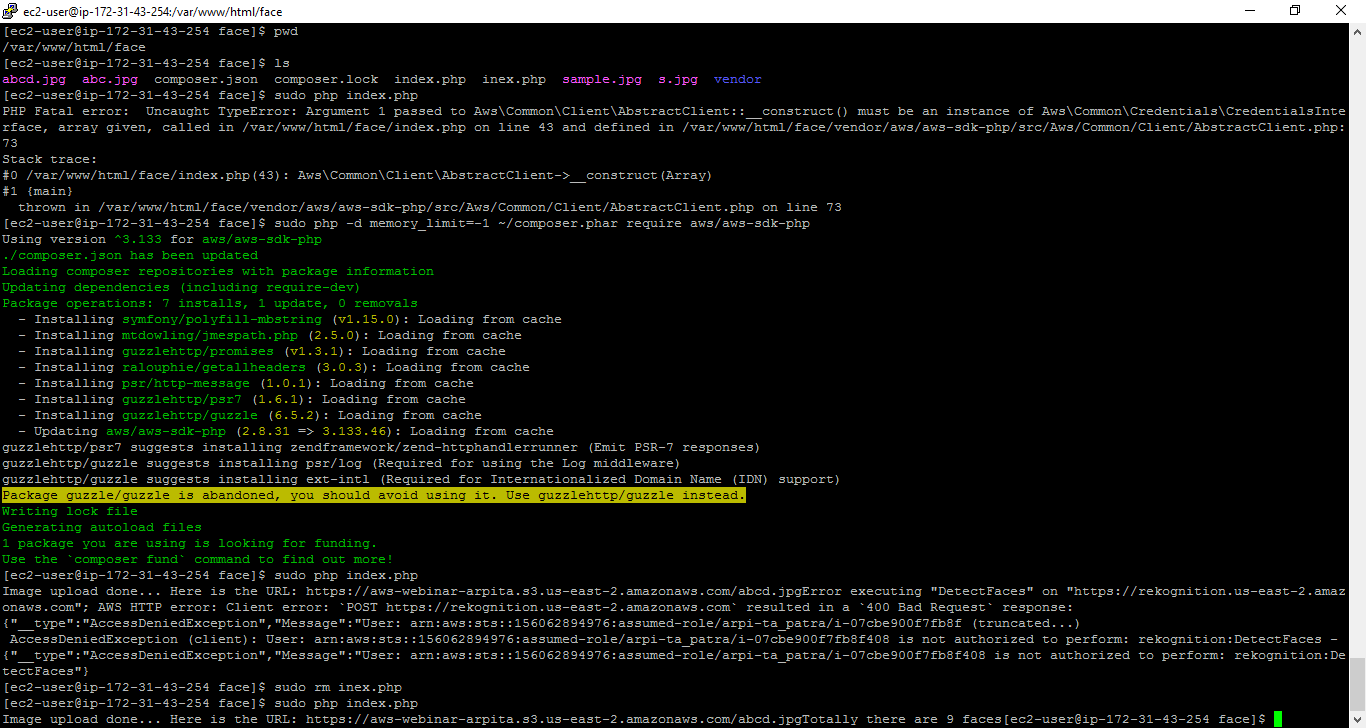 ec2-user@ip-172-31-43-254:/var/www/html/face
[ec2-user@ip-172-31-43-254 face]$ pwd
/var/www/html/face
[ec2-user@ip-172-31-43-254 face]$ ls
abcd.jpg  abc.jpg  composer.json  composer.lock  index.php  inex.php  sample.jpg  s.jpg  vendor
[ec2-user@ip-172-31-43-254 face]$ sudo php index.php
PHP Fatal error:  Uncaught TypeError: Argument 1 passed to Aws\Common\Client\AbstractClient::__construct() must be an instance of Aws\Common\Credentials\CredentialsInte
rface, array given, called in /var/www/html/face/index.php on line 43 and defined in /var/www/html/face/vendor/aws/aws-sdk-php/src/Aws/Common/Client/AbstractClient.php:
73
Stack trace:
#0 /var/www/html/face/index.php(43): Aws\Common\Client\AbstractClient->__construct(Array)
#1 {main}
  thrown in /var/www/html/face/vendor/aws/aws-sdk-php/src/Aws/Common/Client/AbstractClient.php on line 73
[ec2-user@ip-172-31-43-254 face]$ sudo php -d memory_limit=-1 ~/composer.phar require aws/aws-sdk-php
Using version ^3.133 for aws/aws-sdk-php
./composer.json has been updated
Loading composer repositories with package information
Updating dependencies (including require-dev)
Package operations: 7 installs, 1 update, 0 removals
  - Installing symfony/polyfill-mbstring (v1.15.0): Loading from cache
  - Installing mtdowling/jmespath.php (2.5.0): Loading from cache
  - Installing guzzlehttp/promises (v1.3.1): Loading from cache
  - Installing ralouphie/getallheaders (3.0.3): Loading from cache
  - Installing psr/http-message (1.0.1): Loading from cache
  - Installing guzzlehttp/psr7 (1.6.1): Loading from cache
  - Installing guzzlehttp/guzzle (6.5.2): Loading from cache
  - Updating aws/aws-sdk-php (2.8.31 => 3.133.46): Loading from cache
guzzlehttp/psr7 suggests installing zendframework/zend-httphandlerrunner (Emit PSR-7 responses)
guzzlehttp/guzzle suggests installing psr/log (Required for using the Log middleware)
guzzlehttp/guzzle suggests installing ext-intl (Required for Internationalized Domain Name (IDN) support)
Package guzzle/guzzle is abandoned, you should avoid using it. Use guzzlehttp/guzzle instead.
Writing lock file
Generating autoload files
1 package you are using is looking for funding.
Use the `composer fund` command to find out more!
[ec2-user@ip-172-31-43-254 face]$ sudo php index.php
Image upload done... Here is the URL: https://aws-webinar-arpita.s3.us-east-2.amazonaws.com/abcd.jpgError executing "DetectFaces" on "https://rekognition.us-east-2.amaz
onaws.com"; AWS HTTP error: Client error: `POST https://rekognition.us-east-2.amazonaws.com` resulted in a `400 Bad Request` response:
{"__type":"AccessDeniedException","Message":"User: arn:aws:sts::156062894976:assumed-role/arpi-ta_patra/i-07cbe900f7fb8f (truncated...)
 AccessDeniedException (client): User: arn:aws:sts::156062894976:assumed-role/arpi-ta_patra/i-07cbe900f7fb8f408 is not authorized to perform: rekognition:DetectFaces -
{"__type":"AccessDeniedException","Message":"User: arn:aws:sts::156062894976:assumed-role/arpi-ta_patra/i-07cbe900f7fb8f408 is not authorized to perform: rekognition:De
tectFaces"}
[ec2-user@ip-172-31-43-254 face]$ sudo rm inex.php
[ec2-user@ip-172-31-43-254 face]$ sudo php index.php
Image upload done... Here is the URL: https://aws-webinar-arpita.s3.us-east-2.amazonaws.com/abcd.jpgTotally there are 9 faces[ec2-user@ip-172-31-43-254 face]$